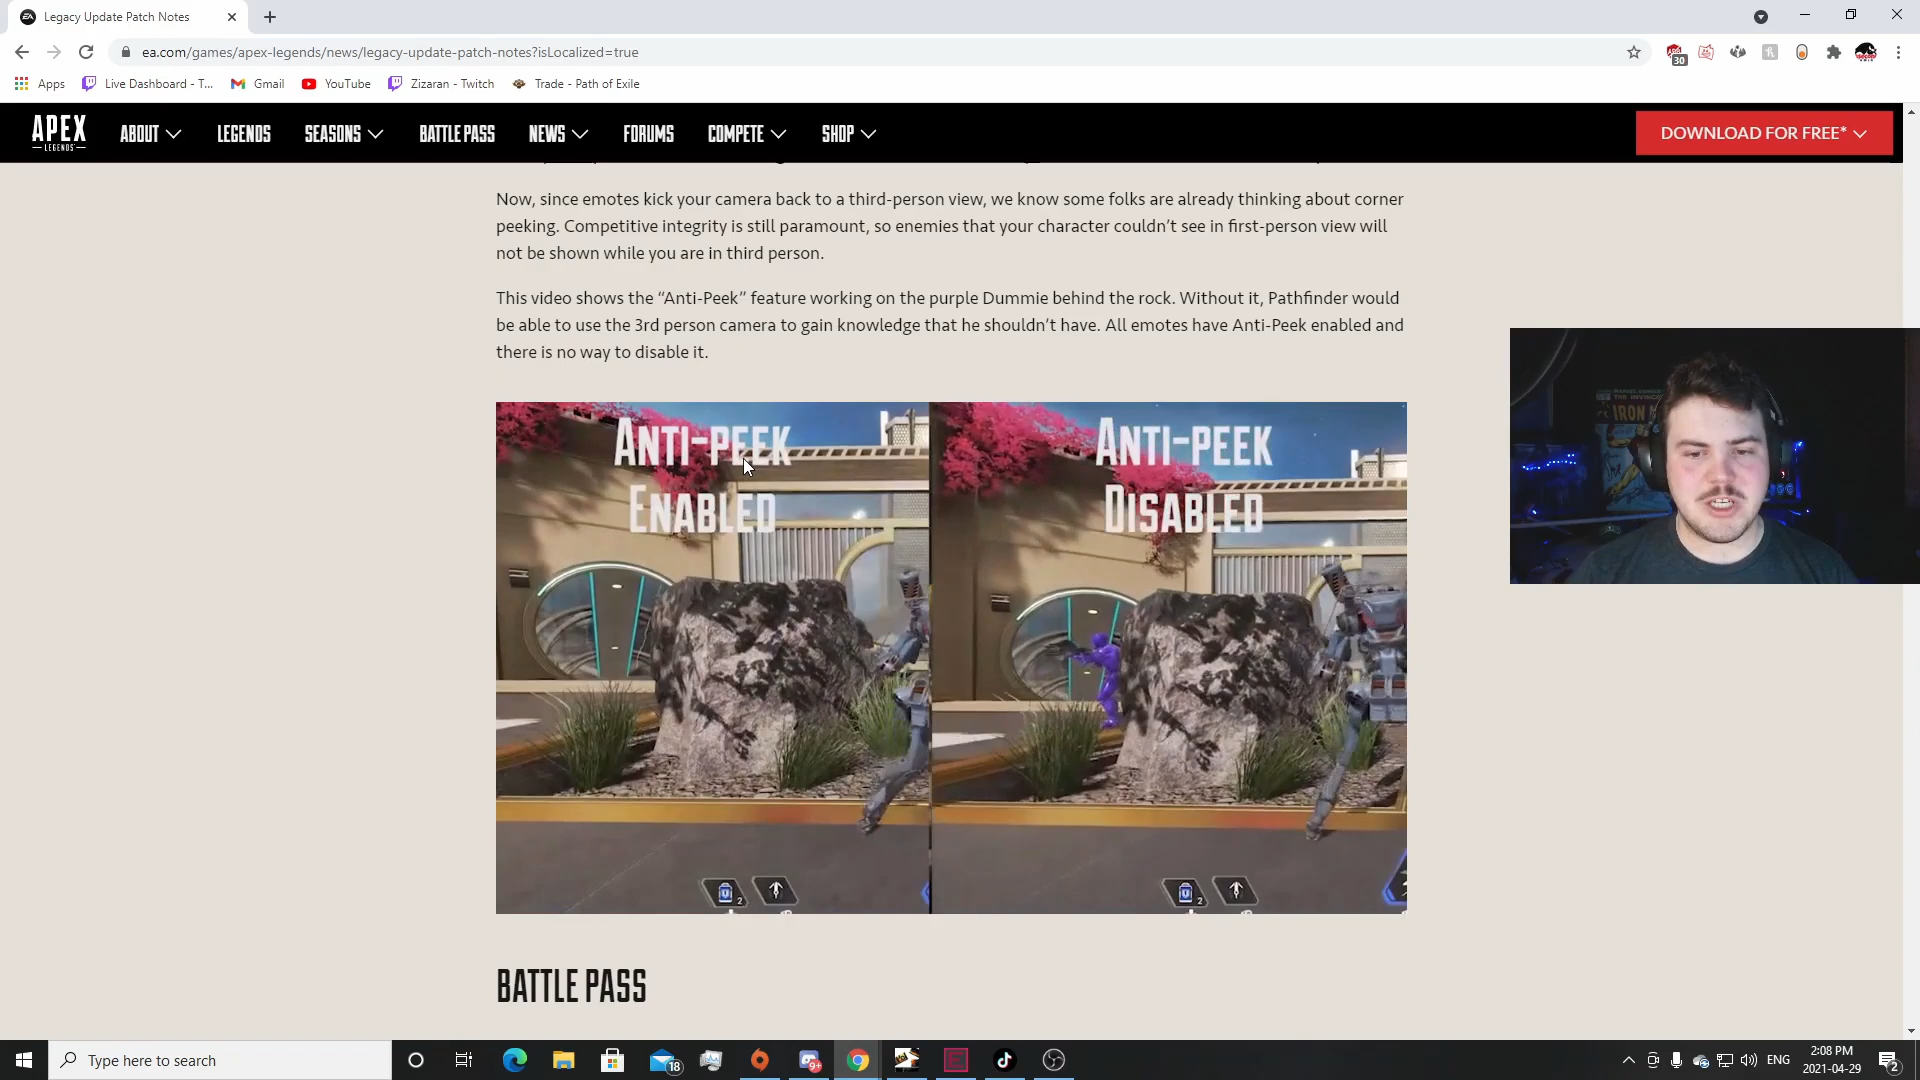 Legacy Update Patch Notes
ea.com/games/apex-legends/news/legacy-update-patch-notes?isLocalized=true
30
Apps
Live Dashboard - T...
Gmail
YouTube
Zizaran - Twitch
Trade - Path of Exile
APEX
LEGENDS
ABOUT
LEGENDS
SEASONS
BATTLE PASS
NEWS
FORUMS
COMPETE
SHOP
DOWNLOAD FOR FREE*
Now, since emotes kick your camera back to a third-person view, we know some folks are already thinking about corner
peeking. Competitive integrity is still paramount, so enemies that your character couldn’t see in first-person view will
not be shown while you are in third person.
This video shows the “Anti-Peek” feature working on the purple Dummie behind the rock. Without it, Pathfinder would
be able to use the 3rd person camera to gain knowledge that he shouldn’t have. All emotes have Anti-Peek enabled and
there is no way to disable it.
ANTI-PEEK
ENABLED
ANTI-PEEK
DISABLED
2
2
IRON
BATTLE PASS
Type here to search
18
9+
ENG
2:08 PM
2021-04-29
2